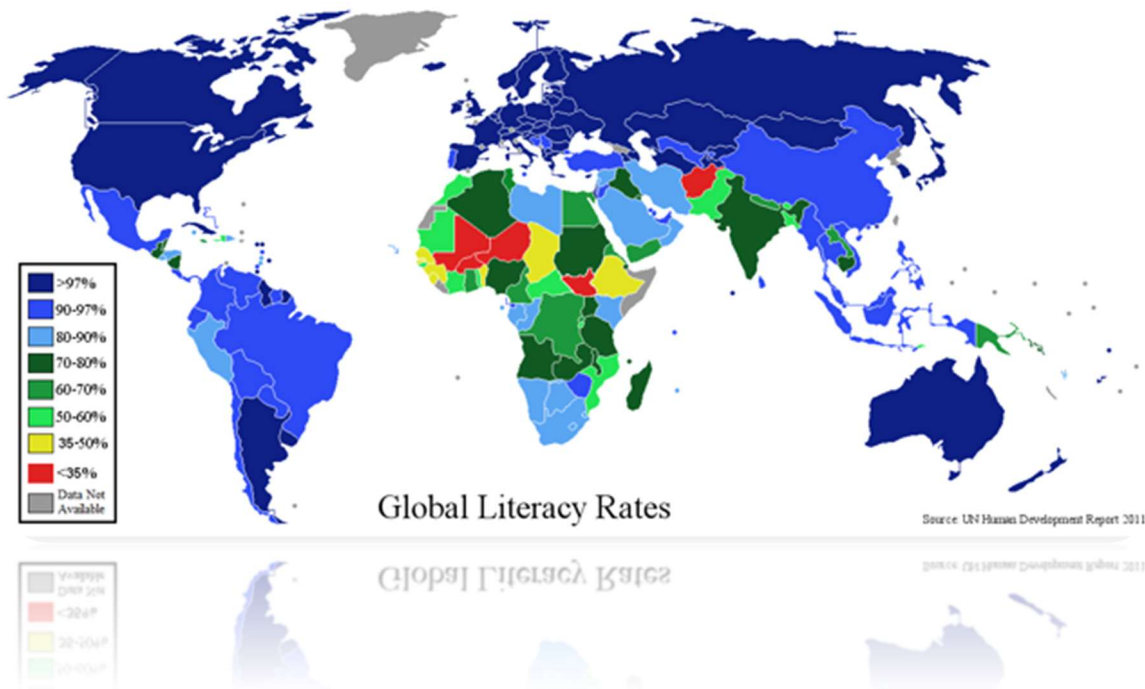 >97%
90-97%
80-90%
70-80%
60-70%
50-60%
35-50%
<35%
Data Not
Available
Global Literacy Rates
Source: UN Human Development Report 2011